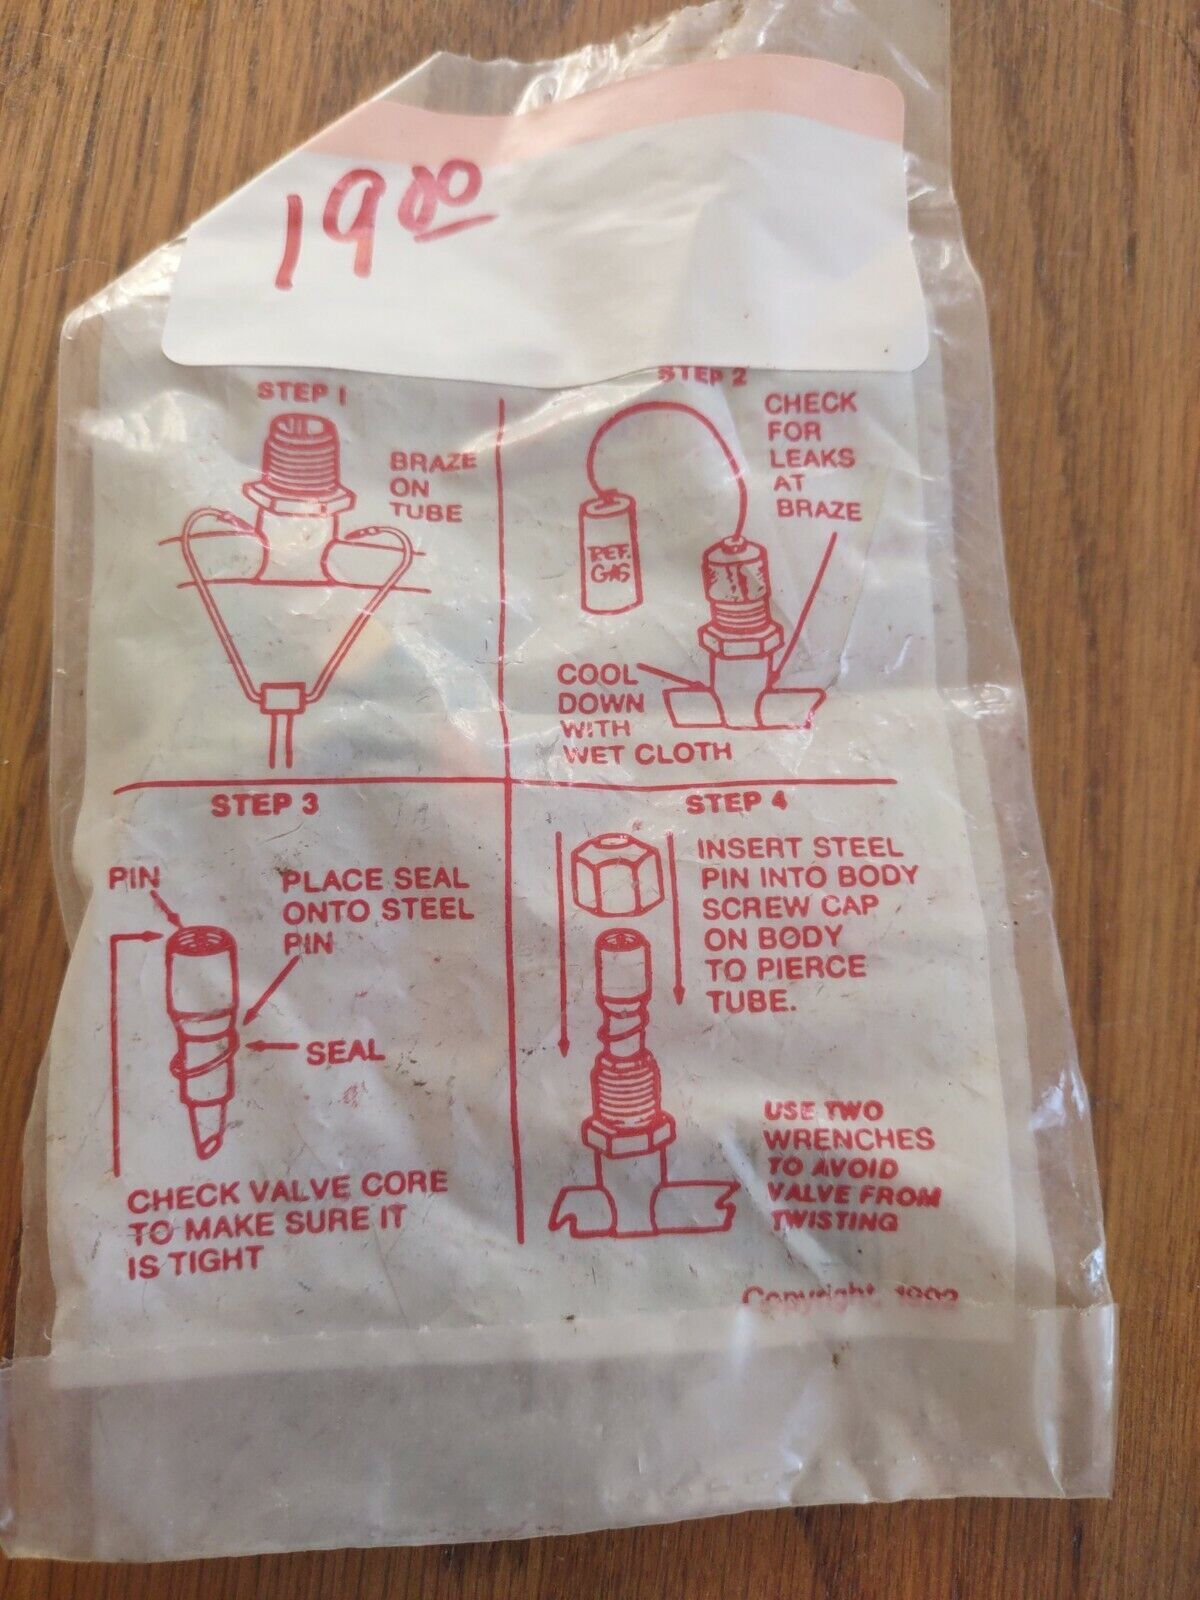 19.00
STEP 1
BRAZE
ON
TUBE
STEP 2
CHECK
FOR
LEAKS
AT
BRAZE
REF.
GAS
COOL
DOWN
WITH
WET CLOTH
STEP 3
PIN
PLACE SEAL
ONTO STEEL
PIN
SEAL
CHECK VALVE CORE
TO MAKE SURE IT
IS TIGHT
STEP 4
INSERT STEEL
PIN INTO BODY
SCREW CAP
ON BODY
TO PIERCE
TUBE.
USE TWO
WRENCHES
TO AVOID
VALVE FROM
TWISTING
Copyright,